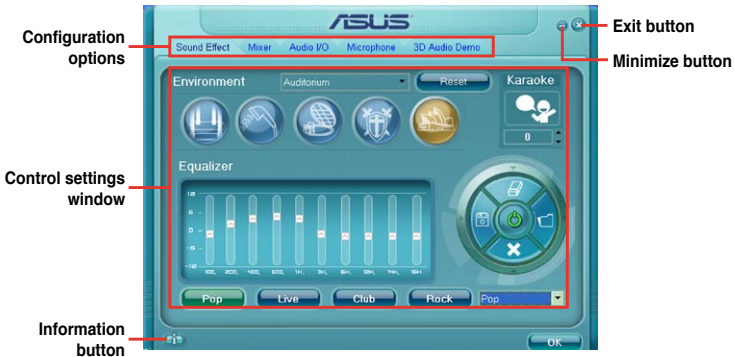 ASUS
Configuration options
Sound Effect Mixer Audio I/O Microphone 3D Audio Demo
Exit button
Minimize button
Environment Auditorium Reset Karaoke
0
Control settings window
Equalizer
Pop Live Club Rock Pop
Information button
OK